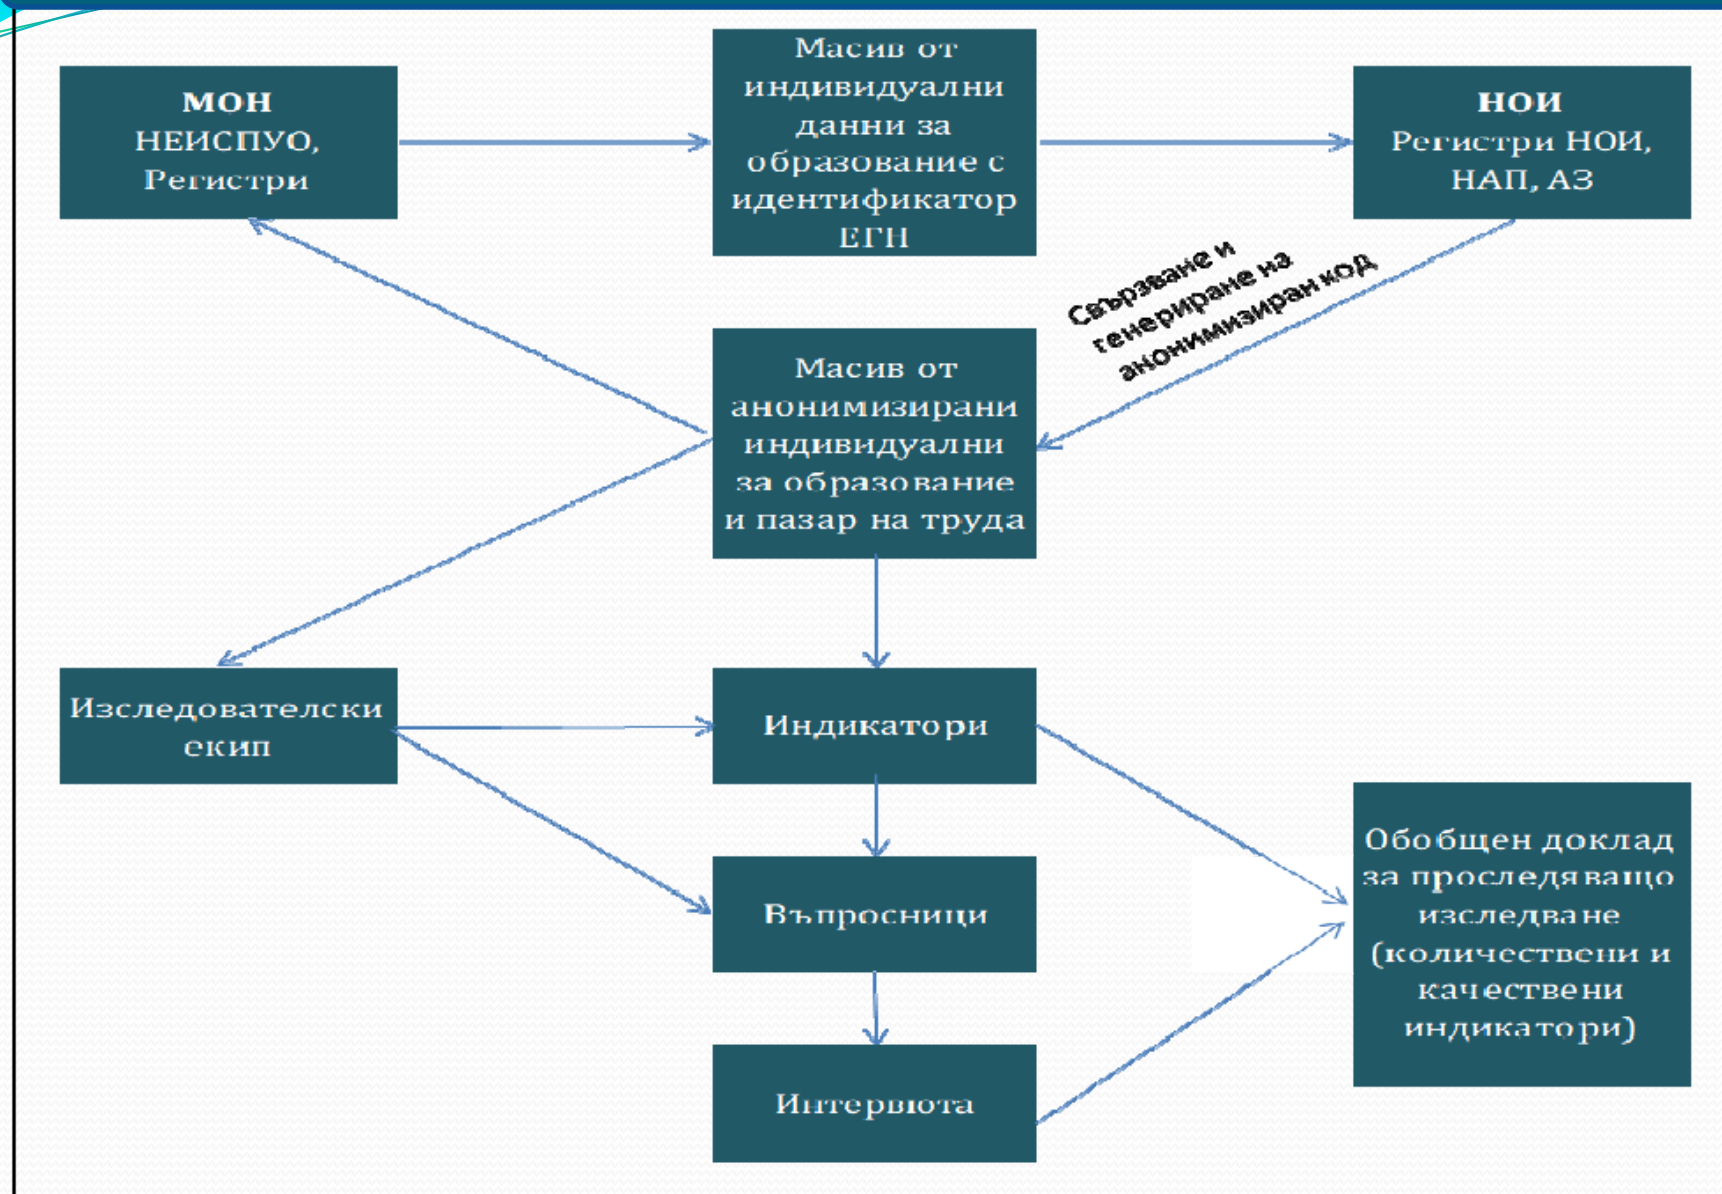 МОН
НЕИСПУО,
Регистри
Масив от
индивидуални
данни за
образование с
идентификатор
ЕГН
НОИ
Регистри НОИ,
НАП, АЗ
Свързване и
генериране на
анонимизиран код
Масив от
анонимизирани
индивидуални
за образование
и пазар на труда
Изследователски
екип
Индикатори
Въпросници
Интервюта
Обобщен доклад
за проследяващо
изследване
(количествени и
качествени
индикатори)